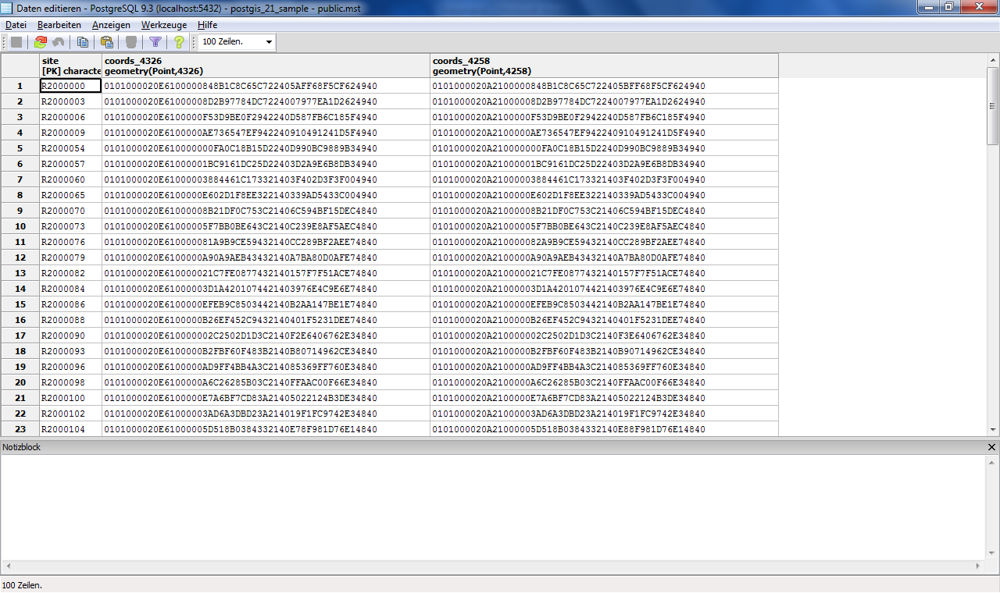 Daten editieren - PostgreSQL 9.3 (localhost:5432) - postgis_21_sample - public.mst
Datei Bearbeiten Anzeigen Werkzeuge Hilfe
100 Zeilen.
site coords_4326 coords_4258
[PK] characte geometry(Point,4326) geometry(Point,4258)
1 R2000000 0101000020E6100000848B1C8C65C722405AFF68F5CF624940 0101000020A2100000848B1C8C65C722405BFF68F5CF624940
2 R2000003 0101000020E61000008D2B97784DC7224007977EA1D2624940 0101000020A21000008D2B97784DC7224007977EA1D2624940
3 R2000006 0101000020E6100000F53D9BE0F2942240D587FB6C185F4940 0101000020A2100000F53D9BE0F2942240D587FB6C185F4940
4 R2000009 0101000020E6100000AE736547EF942240910491241D5F4940 0101000020A2100000AE736547EF942240910491241D5F4940
5 R2000054 0101000020E61000000FA0C18B15D2240D990BC9889B34940 0101000020A21000000FA0C18B15D2240D990BC9889B34940
6 R2000057 0101000020E61000001BC9161DC25D22403D2A9E6B8DB34940 0101000020A21000001BC9161DC25D22403D2A9E6B8DB34940
7 R2000060 0101000020E61000003884461C173321403F402D3F3F004940 0101000020A21000003884461C173321403F402D3F3F004940
8 R2000065 0101000020E6100000E602D1F8EE322140339AD5433C004940 0101000020A2100000E602D1F8EE322140339AD5433C004940
9 R2000070 0101000020E61000008B21DF0C753C21406C594BF15DEC4840 0101000020A21000008B21DF0C753C21406C594BF15DEC4840
10 R2000073 0101000020E61000005F7BB0BE643C2140C239E8AF5AEC4840 0101000020A21000005F7BB0BE643C2140C239E8AF5AEC4840
11 R2000076 0101000020E610000081A9B9CE59432140CC289BF2AEE74840 0101000020A210000082A9B9CE59432140CC289BF2AEE74840
12 R2000079 0101000020E6100000A90A9AEB43432140A7BA80D0AFE74840 0101000020A2100000A90A9AEB43432140A7BA80D0AFE74840
13 R2000082 0101000020E610000021C7FE0877432140157F7F51ACE74840 0101000020A210000021C7FE0877432140157F7F51ACE74840
14 R2000084 0101000020E61000003D1A4201074421403976E4C9E6E74840 0101000020A21000003D1A4201074421403976E4C9E6E74840
15 R2000086 0101000020E6100000EFEB9C8503442140B2AA147BE1E74840 0101000020A2100000EFEB9C8503442140B2AA147BE1E74840
16 R2000088 0101000020E6100000B26EF452C9432140401F5231DEE74840 0101000020A2100000B26EF452C9432140401F5231DEE74840
17 R2000090 0101000020E610000002C2502D1D3C2140F2E6406762E34840 0101000020A210000002C2502D1D3C2140F3E6406762E34840
18 R2000093 0101000020E6100000B2FBF60F483B2140B80714962CE34840 0101000020A2100000B2FBF60F483B2140B90714962CE34840
19 R2000096 0101000020E6100000AD9FF4BB4A3C214085369FF760E34840 0101000020A2100000AD9FF4BB4A3C214085369FF760E34840
20 R2000098 0101000020E6100000A6C26285B03C2140FFAAC00F66E34840 0101000020A2100000A6C26285B03C2140FFAAC00F66E34840
21 R2000100 0101000020E6100000E7A6BF7CD83A21405022124B3DE34840 0101000020A2100000E7A6BF7CD83A21405022124B3DE34840
22 R2000102 0101000020E61000003AD6A3DBD23A214019F1FC9742E34840 0101000020A21000003AD6A3DBD23A214019F1FC9742E34840
23 R2000104 0101000020E61000005D518B0384332140E78F981D76E14840 0101000020A21000005D518B0384332140E88F981D76E14840
Notizblock
100 Zeilen.